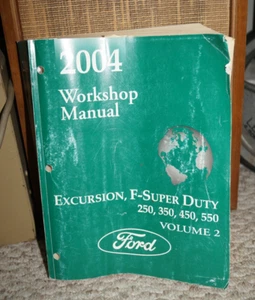 2004
Workshop
Manual
EXCURSION, F-SUPER DUTY
250, 350, 450, 550
VOLUME 2
Ford